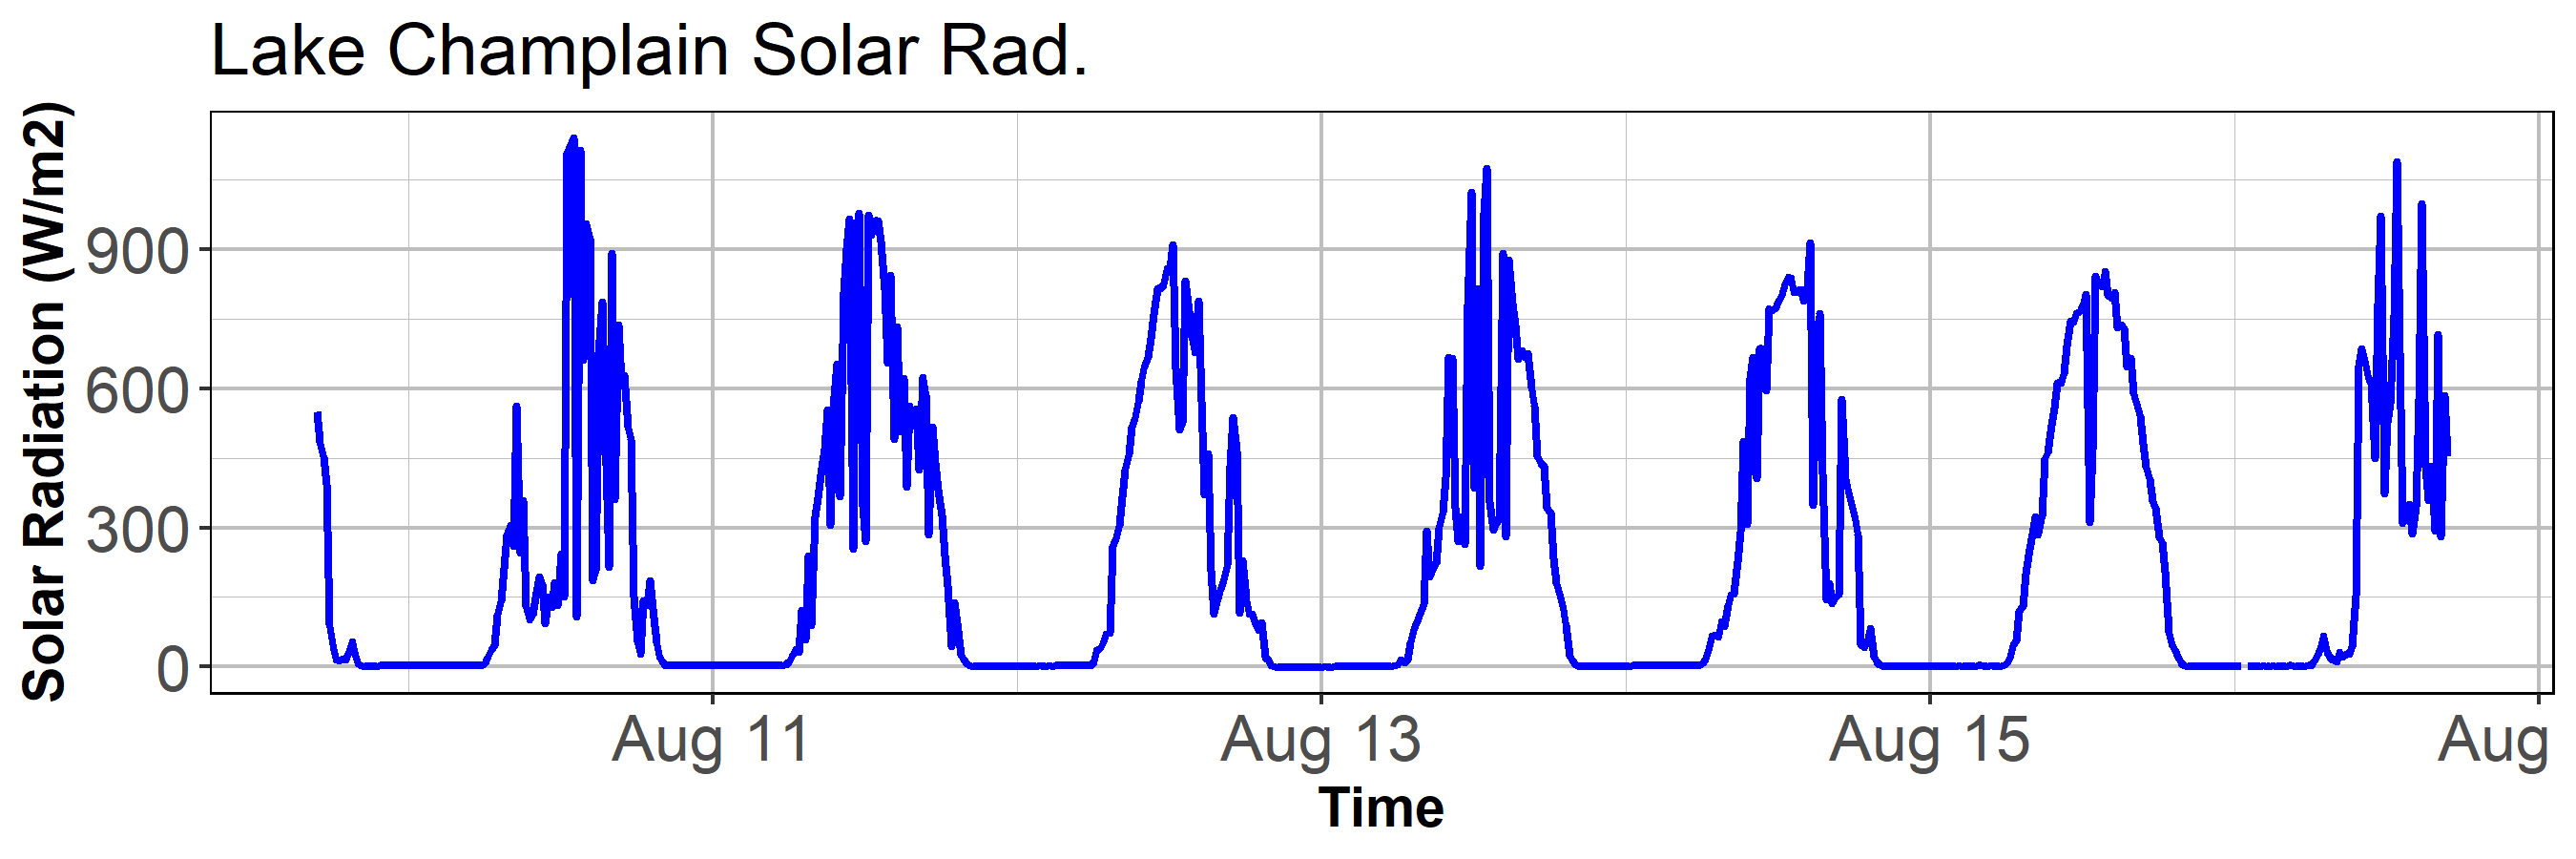 Lake Champlain Solar Rad.
Solar Radiation (W/m2)
900
600
300
0
Aug 11
Aug 13
Aug 15
Aug
Time